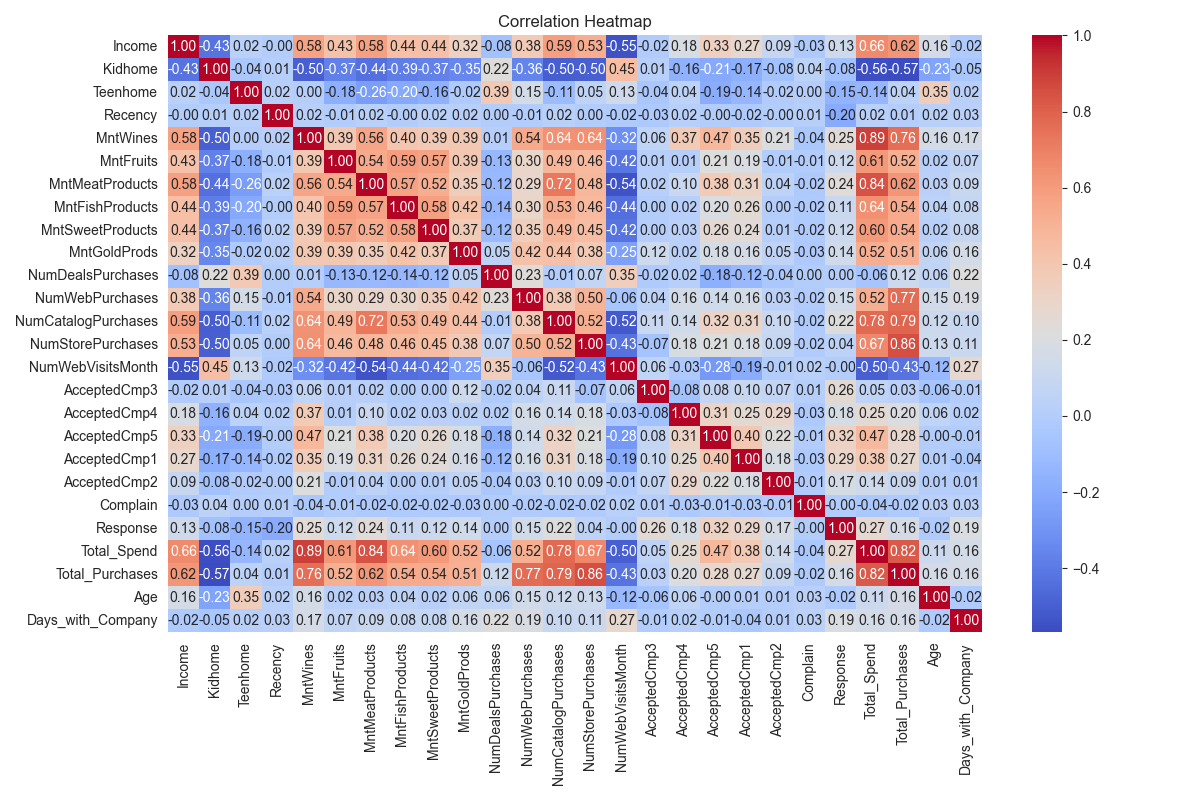 Correlation Heatmap
Income 1.00 -0.43 0.02 -0.00 0.58 0.43 0.58 0.44 0.44 0.32 -0.08 0.38 0.59 0.53 -0.55 -0.02 0.18 0.33 0.27 0.09 -0.03 0.13 0.66 0.62 0.16 -0.02
Kidhome -0.43 1.00 -0.04 0.01 -0.50 -0.37 -0.44 -0.39 -0.37 -0.35 0.22 -0.36 -0.50 -0.50 0.45 0.01 -0.16 -0.21 -0.17 -0.08 0.04 -0.08 -0.56 -0.57 -0.23 -0.05
Teenhome 0.02 -0.04 1.00 0.02 0.00 -0.18 -0.26 -0.20 -0.16 -0.02 0.39 0.15 -0.11 0.05 0.13 -0.04 0.04 -0.19 -0.14 -0.02 0.00 -0.15 -0.14 0.04 0.35 0.02
Recency -0.00 0.01 0.02 1.00 0.02 -0.01 0.02 -0.00 0.02 0.02 0.00 -0.01 0.02 0.00 -0.02 -0.03 0.02 -0.00 -0.02 -0.00 0.01 -0.20 0.02 0.01 0.02 0.03
MntWines 0.58 -0.50 0.00 0.02 1.00 0.39 0.56 0.40 0.39 0.39 0.01 0.54 0.64 0.64 -0.32 0.06 0.37 0.47 0.35 0.21 -0.04 0.25 0.89 0.76 0.16 0.17
MntFruits 0.43 -0.37 -0.18 -0.01 0.39 1.00 0.54 0.59 0.57 0.39 -0.13 0.30 0.49 0.46 -0.42 0.01 0.01 0.21 0.19 -0.01 -0.01 0.12 0.61 0.52 0.02 0.07
MntMeatProducts 0.58 -0.44 -0.26 0.02 0.56 0.54 1.00 0.57 0.52 0.35 -0.12 0.29 0.72 0.48 -0.54 0.02 0.10 0.38 0.31 0.04 -0.02 0.24 0.84 0.62 0.03 0.09
MntFishProducts 0.44 -0.39 -0.20 -0.00 0.40 0.59 0.57 1.00 0.58 0.42 -0.14 0.30 0.53 0.46 -0.44 0.00 0.02 0.20 0.26 0.00 -0.02 0.11 0.64 0.54 0.04 0.08
MntSweetProducts 0.44 -0.37 -0.16 0.02 0.39 0.57 0.52 0.58 1.00 0.37 -0.12 0.35 0.49 0.45 -0.42 0.00 0.03 0.26 0.24 0.01 -0.02 0.12 0.60 0.54 0.02 0.08
MntGoldProds 0.32 -0.35 -0.02 0.02 0.39 0.39 0.35 0.42 0.37 1.00 0.05 0.42 0.44 0.38 -0.25 0.12 0.02 0.18 0.16 0.05 -0.03 0.14 0.52 0.51 0.06 0.16
NumDealsPurchases -0.08 0.22 0.39 0.00 0.01 -0.13 -0.12 -0.14 -0.12 0.05 1.00 0.23 -0.01 0.07 0.35 -0.02 0.02 -0.18 -0.12 -0.04 0.00 0.00 -0.06 0.12 0.06 0.22
NumWebPurchases 0.38 -0.36 0.15 -0.01 0.54 0.30 0.29 0.30 0.35 0.42 0.23 1.00 0.38 0.50 -0.06 0.04 0.16 0.14 0.16 0.03 -0.02 0.15 0.52 0.77 0.15 0.19
NumCatalogPurchases 0.59 -0.50 -0.11 0.02 0.64 0.49 0.72 0.53 0.49 0.44 -0.01 0.38 1.00 0.52 -0.52 0.11 0.14 0.32 0.31 0.10 -0.02 0.22 0.78 0.79 0.12 0.10
NumStorePurchases 0.53 -0.50 0.05 0.00 0.64 0.46 0.48 0.46 0.45 0.38 0.07 0.50 0.52 1.00 -0.43 -0.07 0.18 0.21 0.18 0.09 -0.02 0.04 0.67 0.86 0.13 0.11
NumWebVisitsMonth -0.55 0.45 0.13 -0.02 -0.32 -0.42 -0.54 -0.44 -0.42 -0.25 0.35 -0.06 -0.52 -0.43 1.00 0.06 -0.03 -0.28 -0.19 -0.01 0.02 -0.00 -0.50 -0.43 -0.12 0.27
AcceptedCmp3 -0.02 0.01 -0.04 -0.03 0.06 0.01 0.02 0.00 0.00 0.12 -0.02 0.04 0.11 -0.07 0.06 1.00 -0.08 0.08 0.10 0.07 0.01 0.26 0.05 0.03 -0.06 -0.01
AcceptedCmp4 0.18 -0.16 0.04 0.02 0.37 0.01 0.10 0.02 0.03 0.02 0.02 0.16 0.14 0.18 -0.03 -0.08 1.00 0.31 0.25 0.29 -0.03 0.18 0.25 0.20 0.06 0.02
AcceptedCmp5 0.33 -0.21 -0.19 -0.00 0.47 0.21 0.38 0.20 0.26 0.18 -0.18 0.14 0.32 0.21 -0.28 0.08 0.31 1.00 0.40 0.22 -0.01 0.32 0.47 0.28 -0.00 -0.01
AcceptedCmp1 0.27 -0.17 -0.14 -0.02 0.35 0.19 0.31 0.26 0.24 0.16 -0.12 0.16 0.31 0.18 -0.19 0.10 0.25 0.40 1.00 0.18 -0.03 0.29 0.38 0.27 0.01 -0.04
AcceptedCmp2 0.09 -0.08 -0.02 -0.00 0.21 -0.01 0.04 0.00 0.01 0.05 -0.04 0.03 0.10 0.09 -0.01 0.07 0.29 0.22 0.18 1.00 -0.01 0.17 0.14 0.09 0.01 0.01
Complain -0.03 0.04 0.00 0.01 -0.04 -0.01 -0.02 -0.02 -0.02 -0.03 0.00 -0.02 -0.02 -0.02 0.02 0.01 -0.03 -0.01 -0.03 -0.01 1.00 -0.00 -0.04 -0.02 0.01 0.03
Response 0.13 -0.08 -0.15 -0.20 0.25 0.12 0.24 0.11 0.12 0.14 0.00 0.15 0.22 0.04 -0.00 0.26 0.18 0.32 0.29 0.17 -0.00 1.00 0.27 0.16 -0.02 0.19
Total_Spend 0.66 -0.56 -0.14 0.02 0.89 0.61 0.84 0.64 0.60 0.52 -0.06 0.52 0.78 0.67 -0.50 0.05 0.25 0.47 0.38 0.14 -0.04 0.27 1.00 0.82 0.11 0.16
Total_Purchases 0.62 -0.57 0.04 0.01 0.76 0.52 0.62 0.54 0.54 0.51 0.12 0.77 0.79 0.86 -0.43 0.03 0.20 0.28 0.27 0.09 -0.02 0.16 0.82 1.00 0.16 0.16
Age 0.16 -0.23 0.35 0.02 0.16 0.02 0.03 0.04 0.02 0.06 0.06 0.15 0.12 0.13 -0.12 -0.06 0.06 -0.00 0.01 0.01 0.03 -0.02 0.11 0.16 1.00 -0.02
Days_with_Company -0.02 -0.05 0.02 0.03 0.17 0.07 0.09 0.08 0.08 0.16 0.22 0.19 0.10 0.11 0.27 -0.01 0.02 -0.01 -0.04 0.01 0.03 0.19 0.16 0.16 -0.02 1.00
Income
Kidhome
Teenhome
Recency
MntWines
MntFruits
MntMeatProducts
MntFishProducts
MntSweetProducts
MntGoldProds
NumDealsPurchases
NumWebPurchases
NumCatalogPurchases
NumStorePurchases
NumWebVisitsMonth
AcceptedCmp3
AcceptedCmp4
AcceptedCmp5
AcceptedCmp1
AcceptedCmp2
Complain
Response
Total_Spend
Total_Purchases
Age
Days_with_Company
1.0
0.8
0.6
0.4
0.2
0.0
−0.2
−0.4